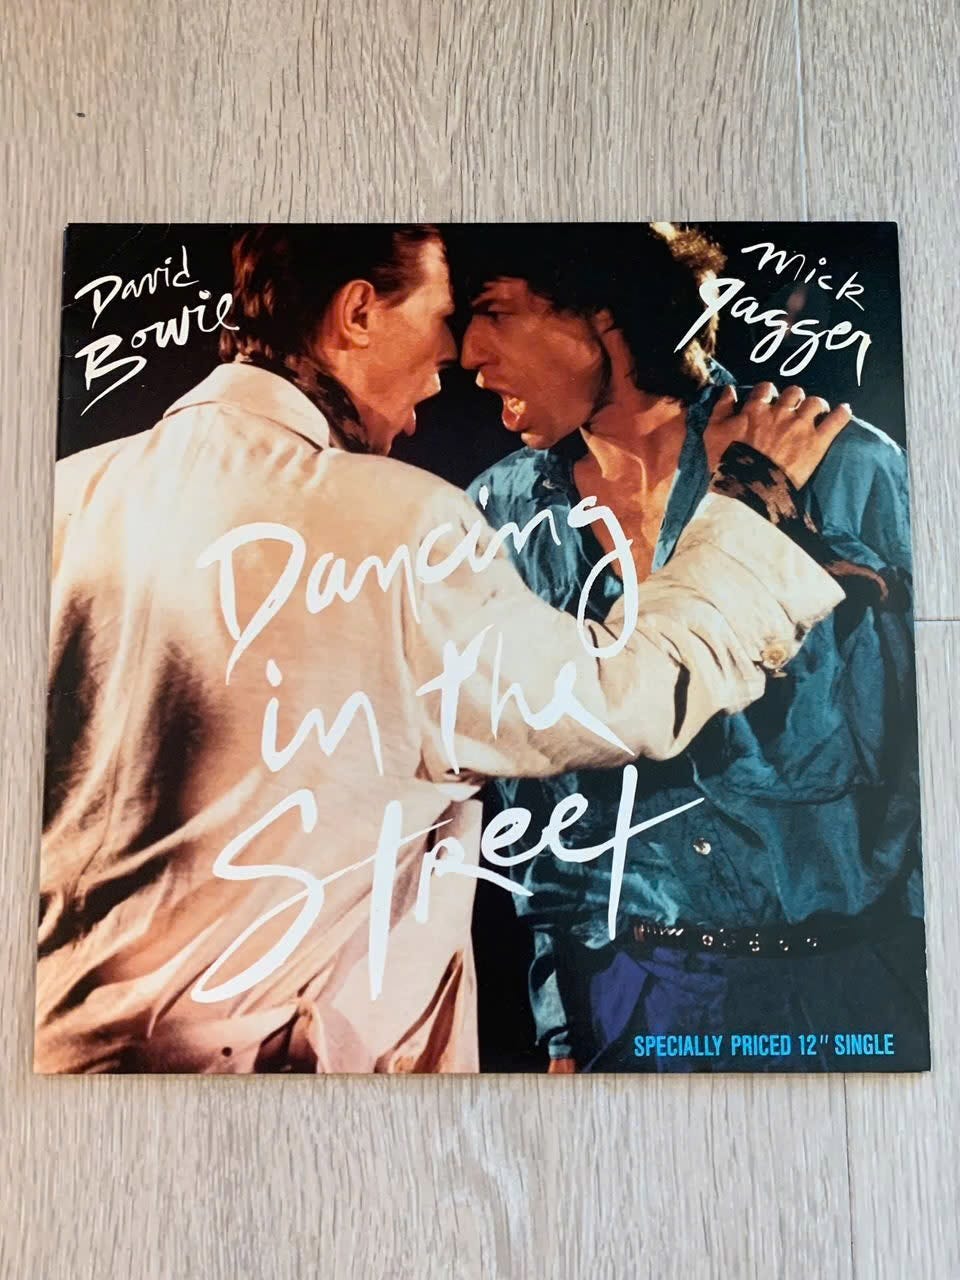 David
Bowie
Mick
Jagger
Dancing
in the
Street
SPECIALLY PRICED 12" SINGLE